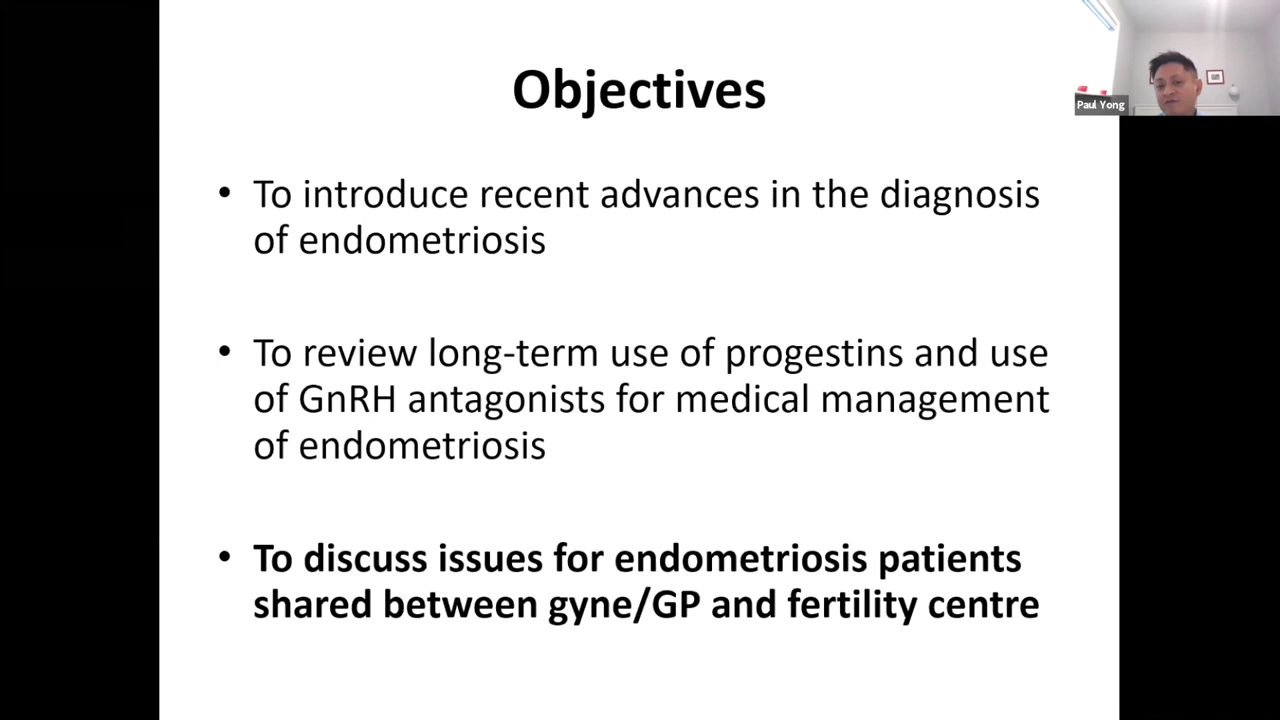 Objectives
Paul Yong
• To introduce recent advances in the diagnosis
of endometriosis
• To review long-term use of progestins and use
of GnRH antagonists for medical management
of endometriosis
• To discuss issues for endometriosis patients
shared between gyne/GP and fertility centre